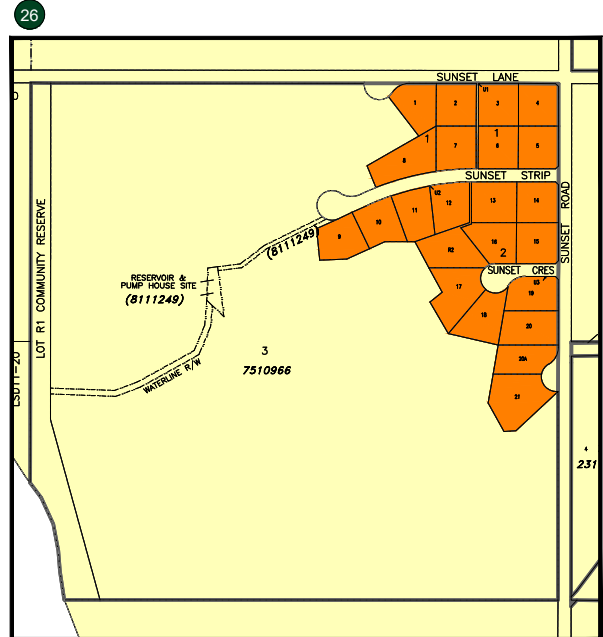 26
SUNSET LANE
U1
1
2
3
4
1
1
8
7
6
5
SUNSET STRIP
U2
9
10
11
12
13
14
16
15
2
R2
SUNSET ROAD
SUNSET CRES
U3
17
18
19
20
20A
21
(8111249)
RESERVOIR &
PUMP HOUSE SITE
(8111249)
WATERLINE R/W
3
7510966
LOT R1 COMMUNITY RESERVE
4
231